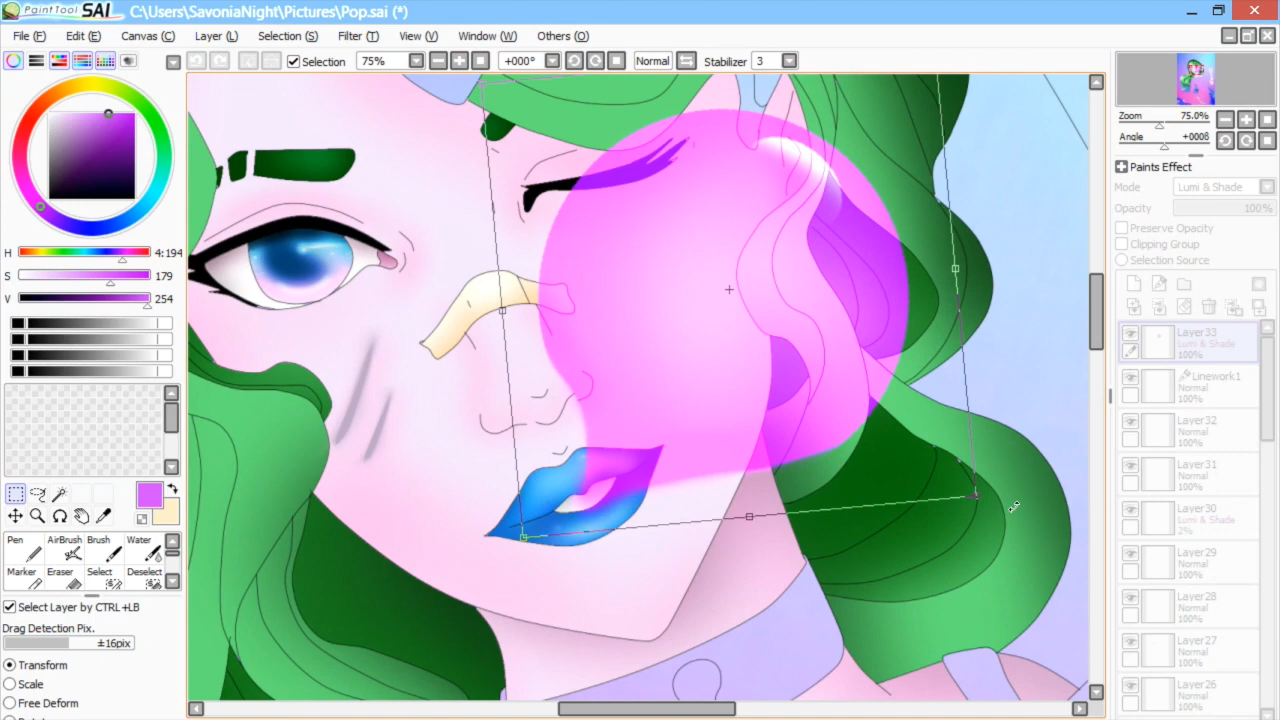 PaintTool SAI C:\Users\SavoniaNight\Pictures\Pop.sai (*)
File (F) Edit (E) Canvas (C) Layer (L) Selection (S) Filter (T) View (V) Window (W) Others (O)
Selection 75% +000° Normal Stabilizer 3
Zoom 75.0%
Angle +000ß
Paints Effect
Mode Lumi & Shade
Opacity 100%
Preserve Opacity
Clipping Group
Selection Source
H 4:194
S 179
V 254
Layer33
Lumi & Shade
100%
Linework1
Normal
100%
Layer32
Normal
100%
Layer31
Normal
100%
Layer30
Lumi & Shade
2%
Layer29
Normal
100%
Layer28
Normal
100%
Layer27
Normal
100%
Layer26
Normal
100%
Pen AirBrush Brush Water
Marker Eraser Select Deselect
Select Layer by CTRL+LB
Drag Detection Pix.
±16pix
Transform
Scale
Free Deform